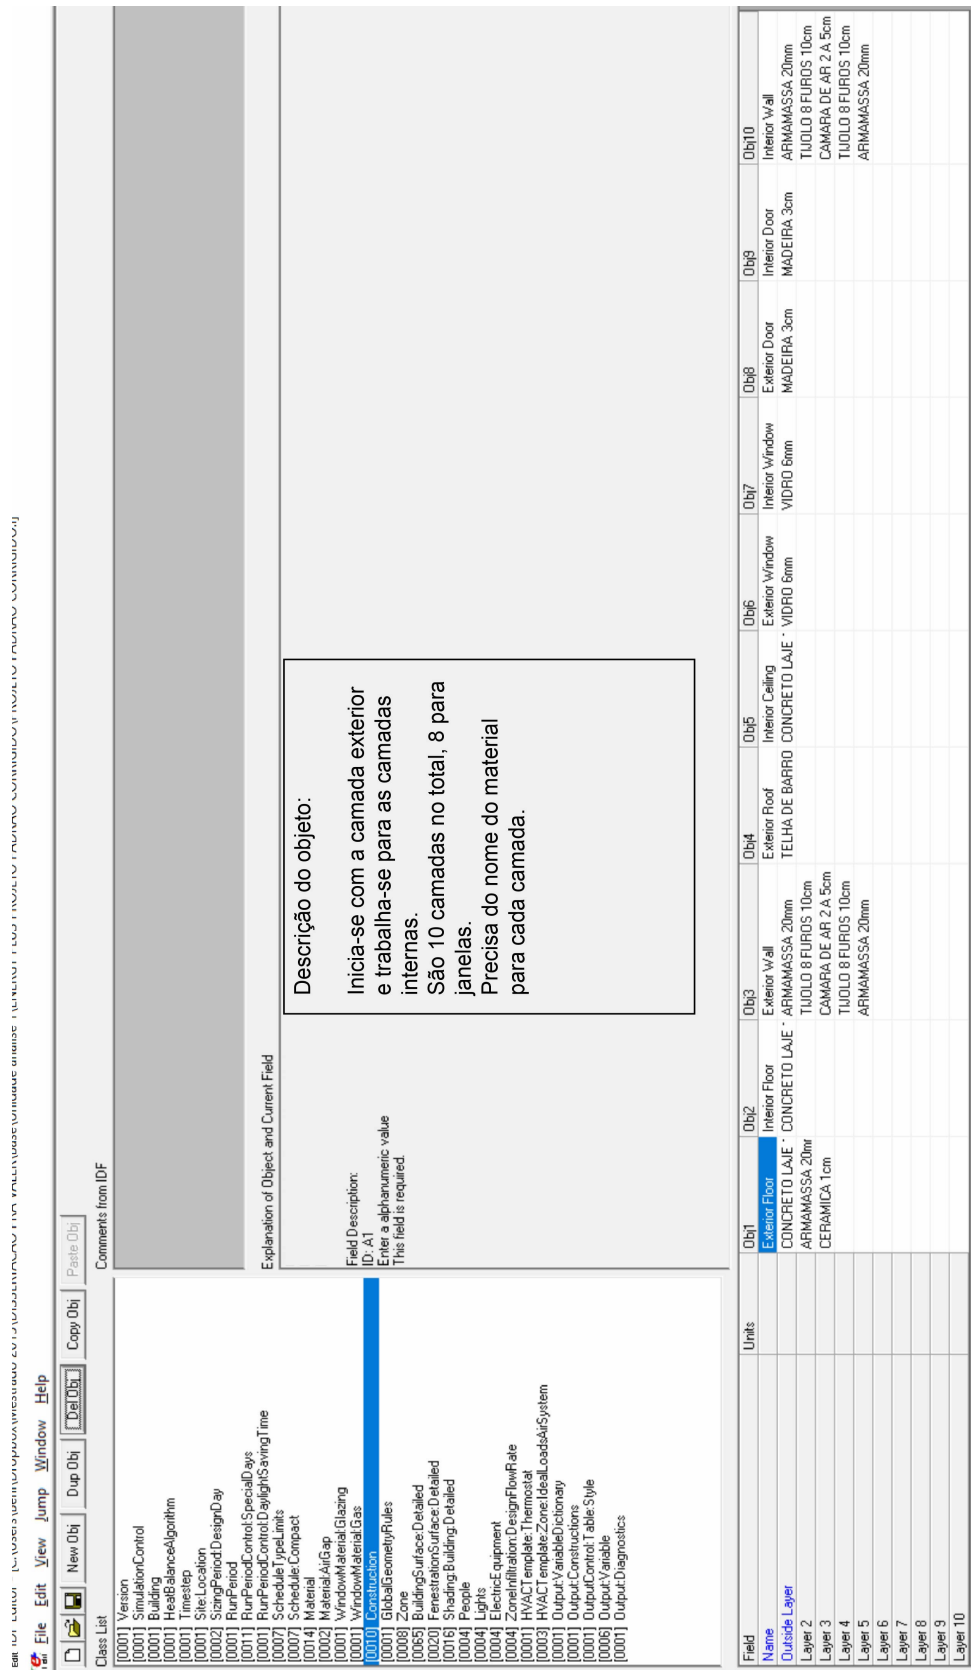 File Edit View Jump Window Help
New Obj Dup Obj Del Obj Copy Obj Paste Obj
Class List
[0001] Version
[0001] SimulationControl
[0001] Building
[0001] HeatBalanceAlgorithm
[0001] Timestep
[0001] Site:Location
[0002] SizingPeriod:DesignDay
[0001] RunPeriod
[0011] RunPeriodControl:SpecialDays
[0001] RunPeriodControl:DaylightSavingTime
[0007] ScheduleTypeLimits
[0007] Schedule:Compact
[0014] Material
[0002] Material:AirGap
[0001] WindowMaterial:Glazing
[0001] WindowMaterial:Gas
[0010] Construction
[0001] GlobalGeometryRules
[0008] Zone
[0065] BuildingSurface:Detailed
[0020] FenestrationSurface:Detailed
[0016] Shading:Building:Detailed
[0004] People
[0004] Lights
[0004] ElectricEquipment
[0004] ZoneInfiltration:DesignFlowRate
[0001] HVACTemplate:Thermostat
[0003] HVACTemplate:Zone:IdealLoadsAirSystem
[0001] Output:VariableDictionary
[0001] Output:Constructions
[0001] OutputControl:Table:Style
[0006] Output:Variable
[0001] Output:Diagnostics
Comments from IDF
Explanation of Object and Current Field
Descrição do objeto:
Inicia-se com a camada exterior
e trabalha-se para as camadas
internas.
São 10 camadas no total, 8 para
janelas.
Precisa do nome do material
para cada camada.
Field Description:
ID: A1
Enter a alphanumeric value
This field is required.
Field Units Obj1 Obj2 Obj3 Obj4 Obj5 Obj6 Obj7 Obj8 Obj9 Obj10
Name Exterior Floor Interior Floor Exterior Wall Exterior Roof Interior Ceiling Exterior Window Interior Window Exterior Door Interior Door Interior Wall
Outside Layer CONCRETO LAJE - CONCRETO LAJE - ARMAMASSA 20mm TELHA DE BARRO CONCRETO LAJE - VIDRO 6mm VIDRO 6mm MADEIRA 3cm MADEIRA 3cm ARMAMASSA 20mm
Layer 2 ARMAMASSA 20mr TIJOLO 8 FUROS 10cm TIJOLO 8 FUROS 10cm
Layer 3 CERAMICA 1cm CAMARA DE AR 2 A 5cm CAMARA DE AR 2 A 5cm
Layer 4 TIJOLO 8 FUROS 10cm TIJOLO 8 FUROS 10cm
Layer 5 ARMAMASSA 20mm ARMAMASSA 20mm
Layer 6
Layer 7
Layer 8
Layer 9
Layer 10